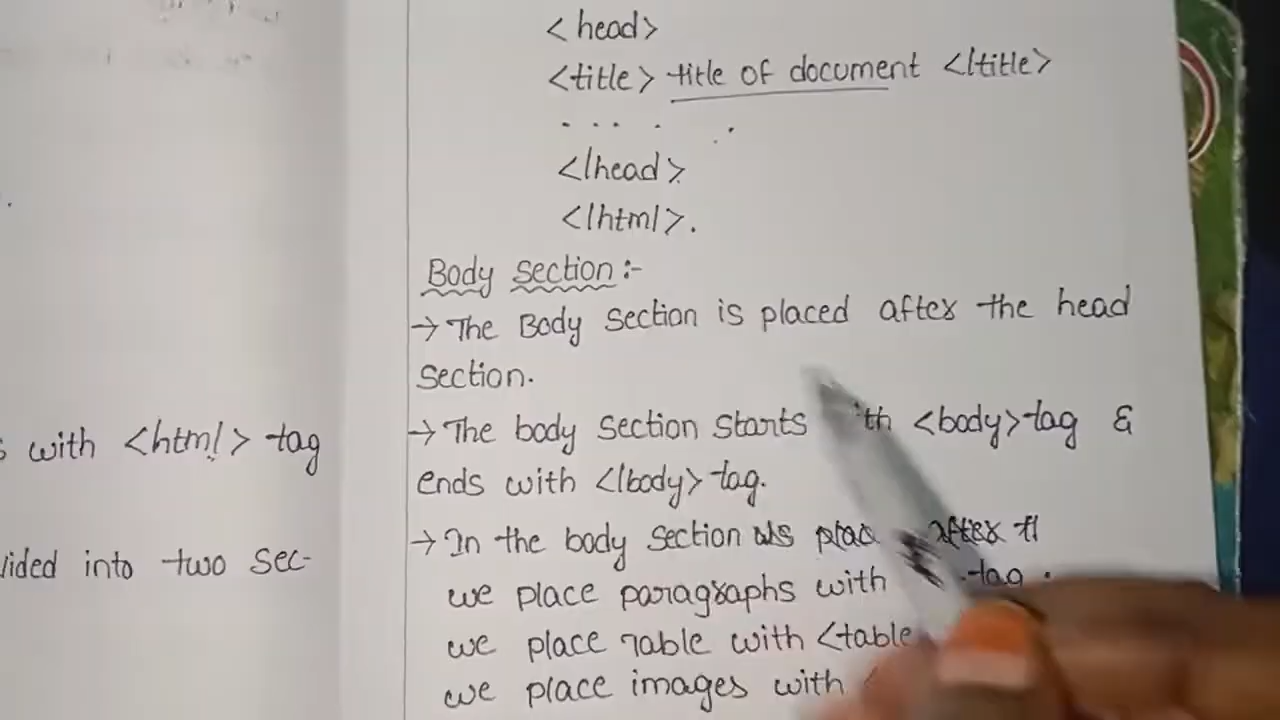 s with <html> tag
vided into two sec-
<head>
<title> title of document </title>
.... .
</head>
</html>.
Body section:-
→ The Body section is placed after the head
section.
→ The body section starts with <body> tag &
ends with </body> tag.
→ In the body section after
we place paragraphs with tag.
we place table with <table
we place images with <